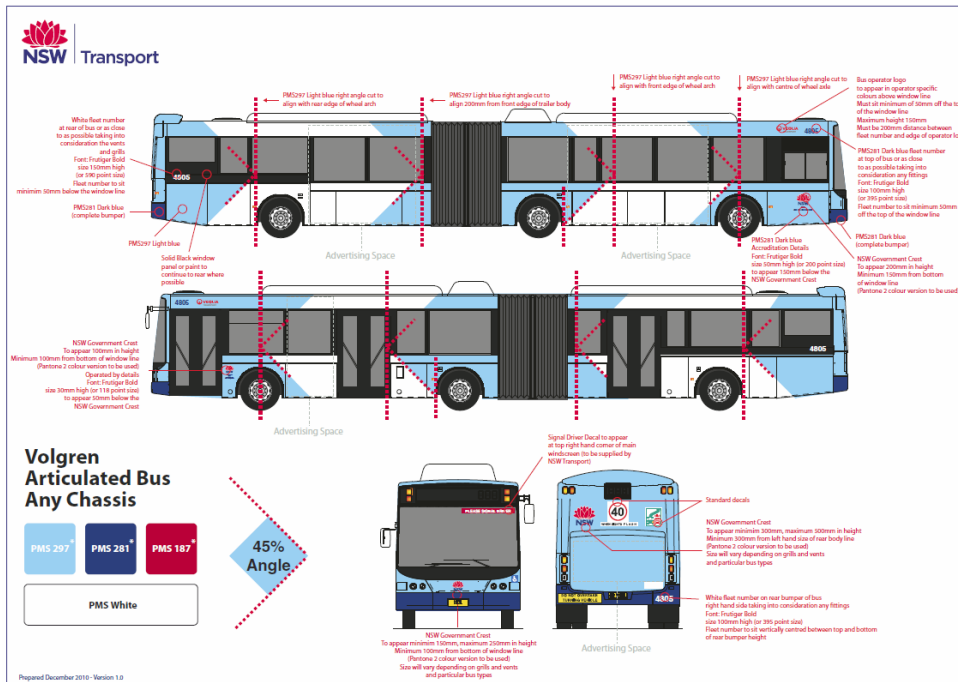 NSW
Transport
PMS297 Light blue right angle cut to
align with rear edge of wheel arch
PMS297 Light blue right angle cut to
align 200mm from front edge of trailer body
PMS297 Light blue right angle cut to
align with front edge of wheel arch
PMS297 Light blue right angle cut to
align with centre of wheel axle
Bus operator logo
to appear in operator specific
colours above window line
Must sit minimum of 50mm off the to
of the window line
Maximum height 150mm
Must be 200mm distance between
fleet number and edge of operator lo
White fleet number
at rear of bus or as close
to as possible taking into
consideration the vents
and grills
Font: Frutiger Bold
size 150mm high
(or 590 point size)
Fleet number to sit
minimim 50mm below the window line
4805
4805
PMS281 Dark blue fleet number
at top of bus or as close
to as possible taking into
consideration any fittings
Font: Frutiger Bold
size 100mm high
(or 395 point size)
Fleet number to sit minimum 50mm
off the top of the window line
PMS281 Dark blue
(complete bumper)
PMS297 Light blue
Solid Black window
panel or paint to
continue to rear where
possible
Advertising Space
Advertising Space
PMS281 Dark blue
Accreditation Details
Font: Frutiger Bold
size 50mm high (or 200 point size)
to appear 150mm below the
NSW Government Crest
PMS281 Dark blue
(complete bumper)
NSW Government Crest
To appear 200mm in height
Minimum 150mm from bottom
of window line
(Pantone 2 colour version to be used)
4805
4805
NSW Government Crest
To appear 100mm in height
Minimum 100mm from bottom of window line
(Pantone 2 colour version to be used)
Operated by details
Font: Frutiger Bold
size 30mm high (or 118 point size)
to appear 50mm below the
NSW Government Crest
Advertising Space
Advertising Space
Volgren
Articulated Bus
Any Chassis
PMS 297
PMS 281
PMS 187
PMS White
45%
Angle
Signal Driver Decal to appear
at top right hand corner of main
windscreen (to be supplied by
NSW Transport)
PLEASE SIGNAL DRIVER
40
WHEN LIGHTS FLASH
NSW
4805
DO NOT OVERTAKE
TURNING VEHICLE
Standard decals
NSW Government Crest
To appear minimim 300mm, maximum 500mm in height
Minimum 300mm from left hand size of rear body line
(Pantone 2 colour version to be used)
Size will vary depending on grills and vents
and particular bus types
White fleet number on rear bumper of bus
right hand side taking into consideration any fittings
Font: Frutiger Bold
size 100mm high (or 395 point size)
Fleet number to sit vertically centred between top and bottom
of rear bumper height
NSW Government Crest
To appear minimim 150mm, maximum 250mm in height
Minimum 100mm from bottom of window line
(Pantone 2 colour version to be used)
Size will vary depending on grills and vents
and particular bus types
Advertising Space
Prepared December 2010 - Version 1.0